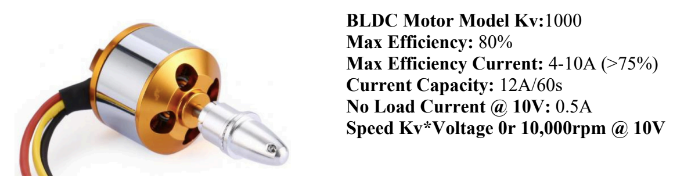 BLDC Motor Model Kv:1000
Max Efficiency: 80%
Max Efficiency Current: 4-10A (>75%)
Current Capacity: 12A/60s
No Load Current @ 10V: 0.5A
Speed Kv*Voltage 0r 10,000rpm @ 10V